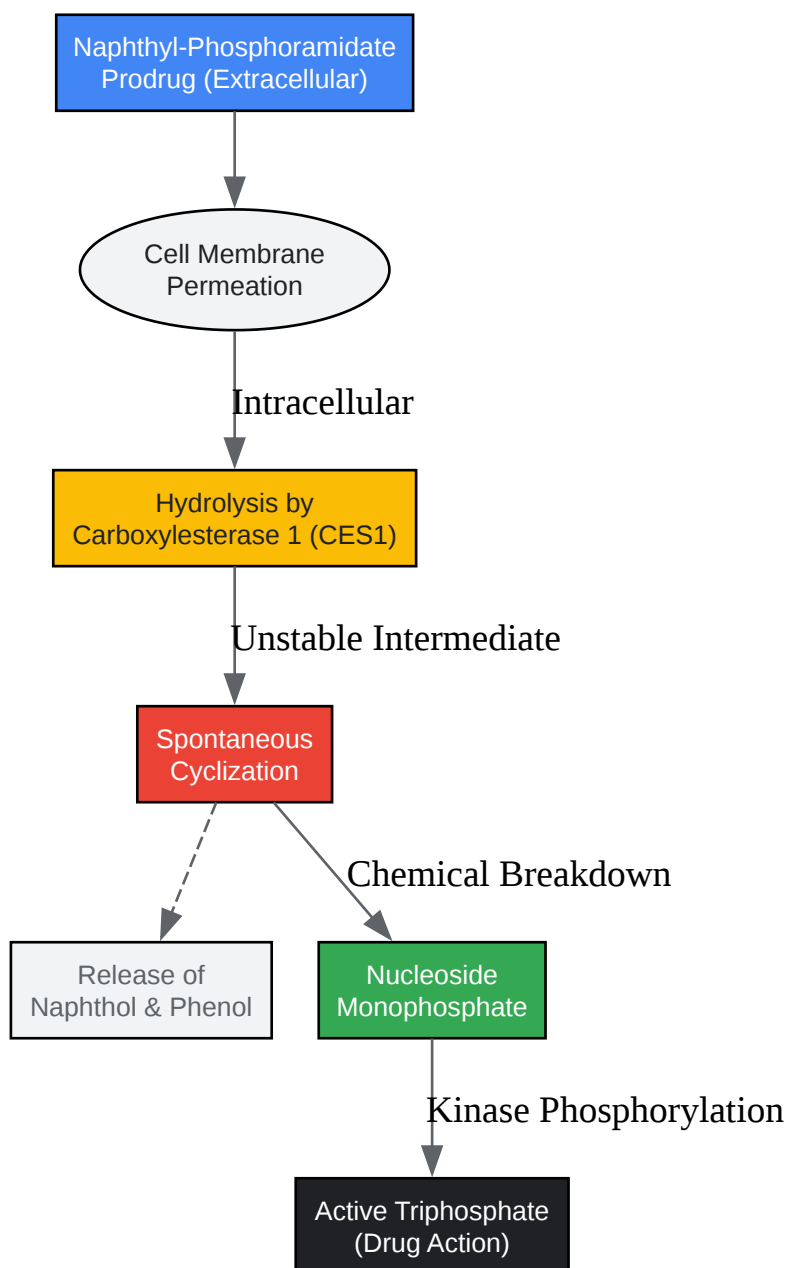 Naphthyl-Phosphoramidate
Prodrug (Extracellular)
Cell Membrane
Permeation
Intracellular
Hydrolysis by
Carboxylesterase 1 (CES1)
Unstable Intermediate
Spontaneous
Cyclization
Chemical Breakdown
Release of
Naphthol & Phenol
Nucleoside
Monophosphate
Kinase Phosphorylation
Active Triphosphate
(Drug Action)